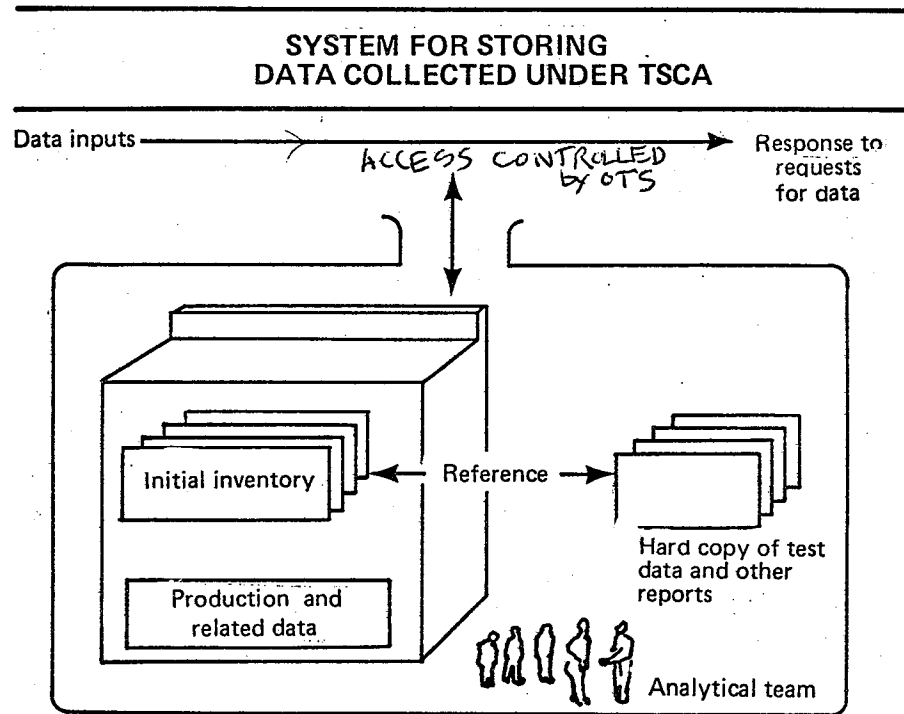 SYSTEM FOR STORING
DATA COLLECTED UNDER TSCA
Data inputs
ACCESS CONTROLLED
by OTS
Response to
requests
for data
Initial inventory
Reference
Hard copy of test
data and other
reports
Production and
related data
Analytical team